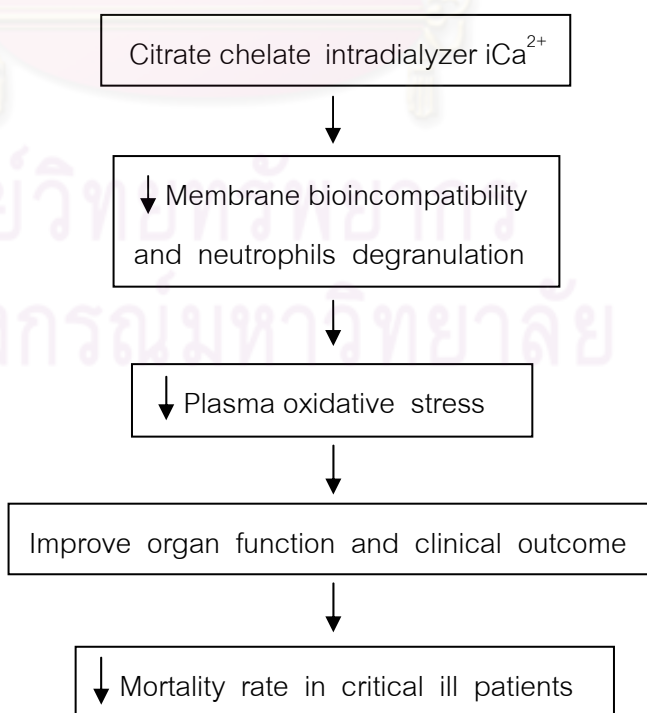 Citrate chelate intradialyzer iCa²⁺
↓ Membrane bioincompatibility
and neutrophils degranulation
↓ Plasma oxidative stress
Improve organ function and clinical outcome
↓ Mortality rate in critical ill patients